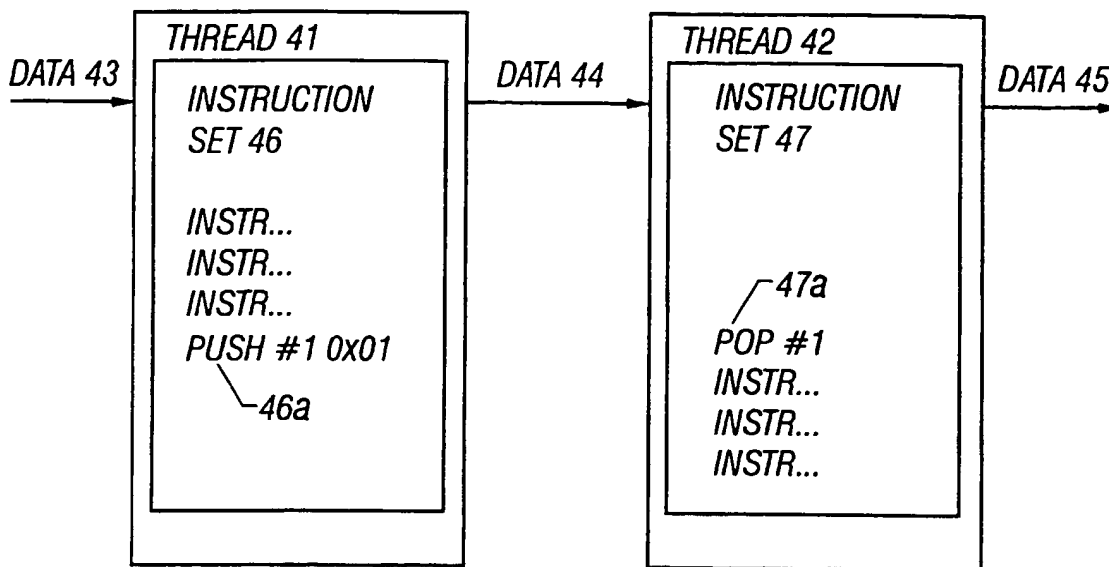 DATA 43
THREAD 41
INSTRUCTION
SET 46
INSTR...
INSTR...
INSTR...
PUSH #1 0x01
46a
DATA 44
THREAD 42
INSTRUCTION
SET 47
47a
POP #1
INSTR...
INSTR...
INSTR...
DATA 45